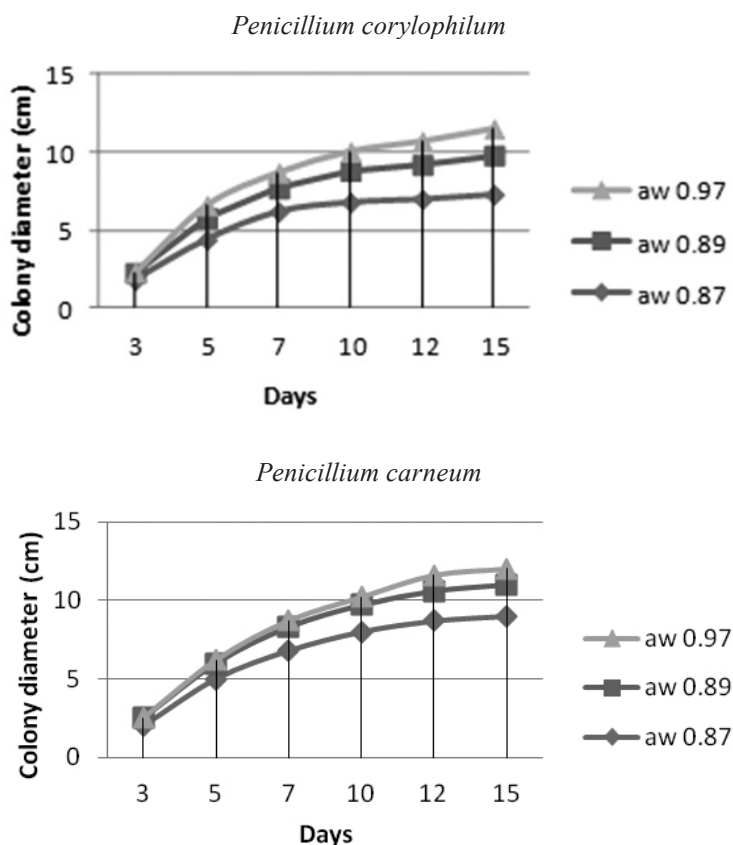 Penicillium corylophilum
Colony diameter (cm)
15
10
5
0
3 5 7 10 12 15
Days
aw 0.97
aw 0.89
aw 0.87
Penicillium carneum
Colony diameter (cm)
15
10
5
0
3 5 7 10 12 15
Days
aw 0.97
aw 0.89
aw 0.87